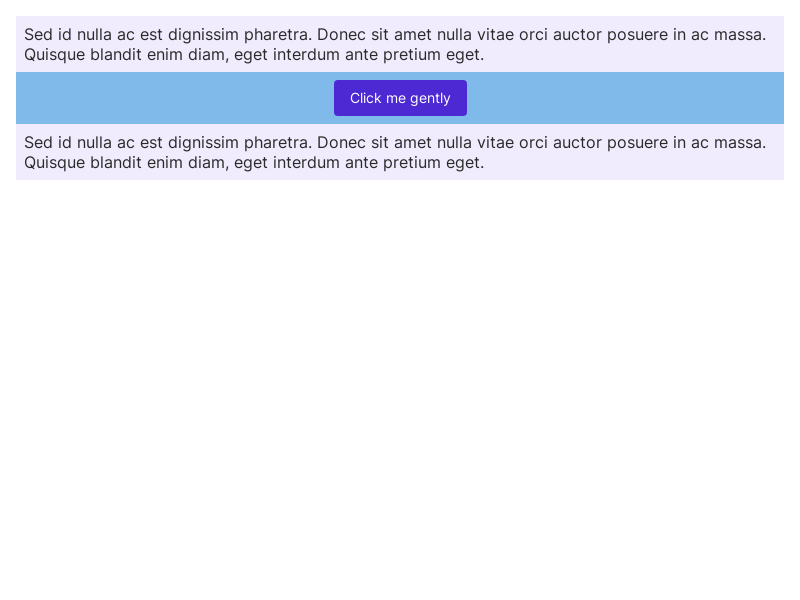 Sed id nulla ac est dignissim pharetra. Donec sit amet nulla vitae orci auctor posuere in ac massa.
Quisque blandit enim diam, eget interdum ante pretium eget.
Click me gently
Sed id nulla ac est dignissim pharetra. Donec sit amet nulla vitae orci auctor posuere in ac massa.
Quisque blandit enim diam, eget interdum ante pretium eget.